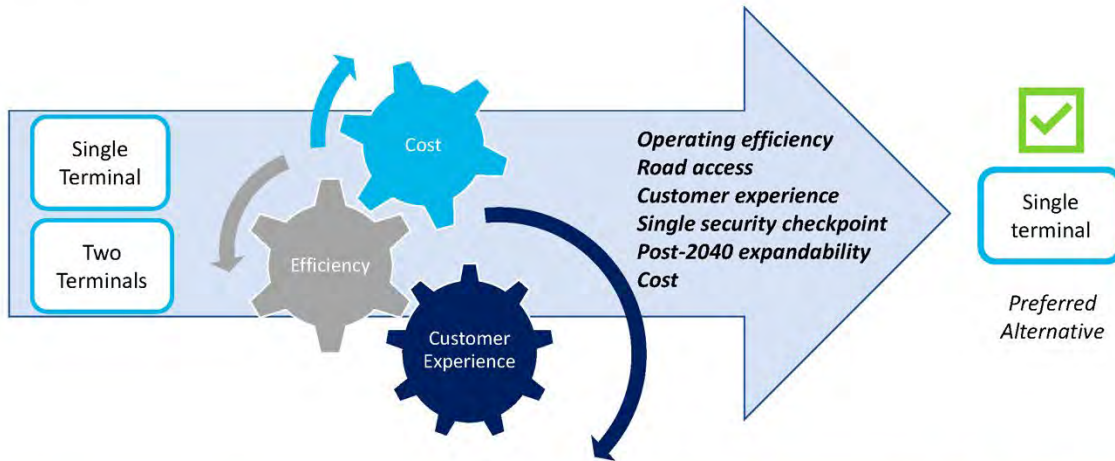 Single
Terminal
Two
Terminals
Cost
Efficiency
Customer
Experience
Operating efficiency
Road access
Customer experience
Single security checkpoint
Post-2040 expandability
Cost
Single
terminal
Preferred
Alternative